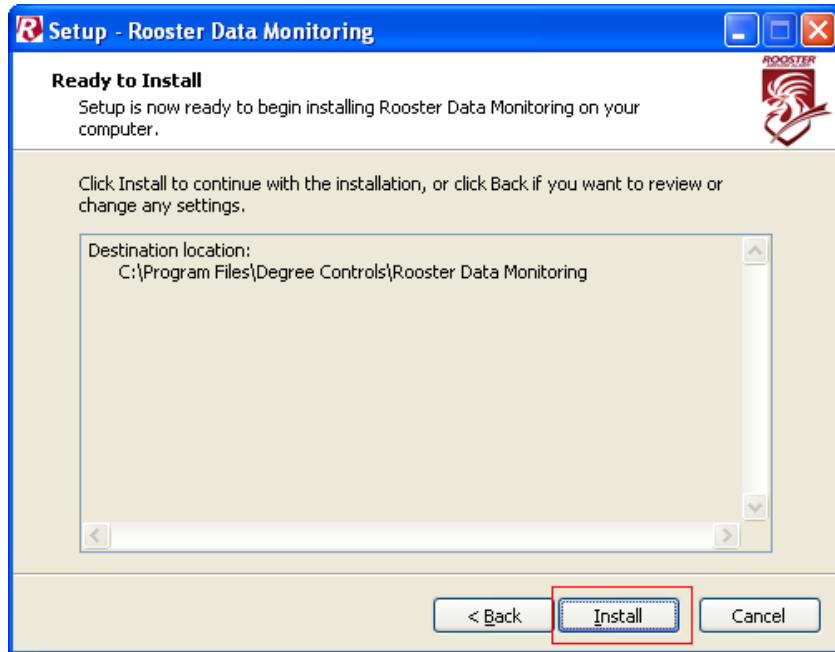 Setup - Rooster Data Monitoring
ROOSTER
Ready to Install
Setup is now ready to begin installing Rooster Data Monitoring on your
computer.
Click Install to continue with the installation, or click Back if you want to review or
change any settings.
Destination location:
C:\Program Files\Degree Controls\Rooster Data Monitoring
< Back
Install
Cancel